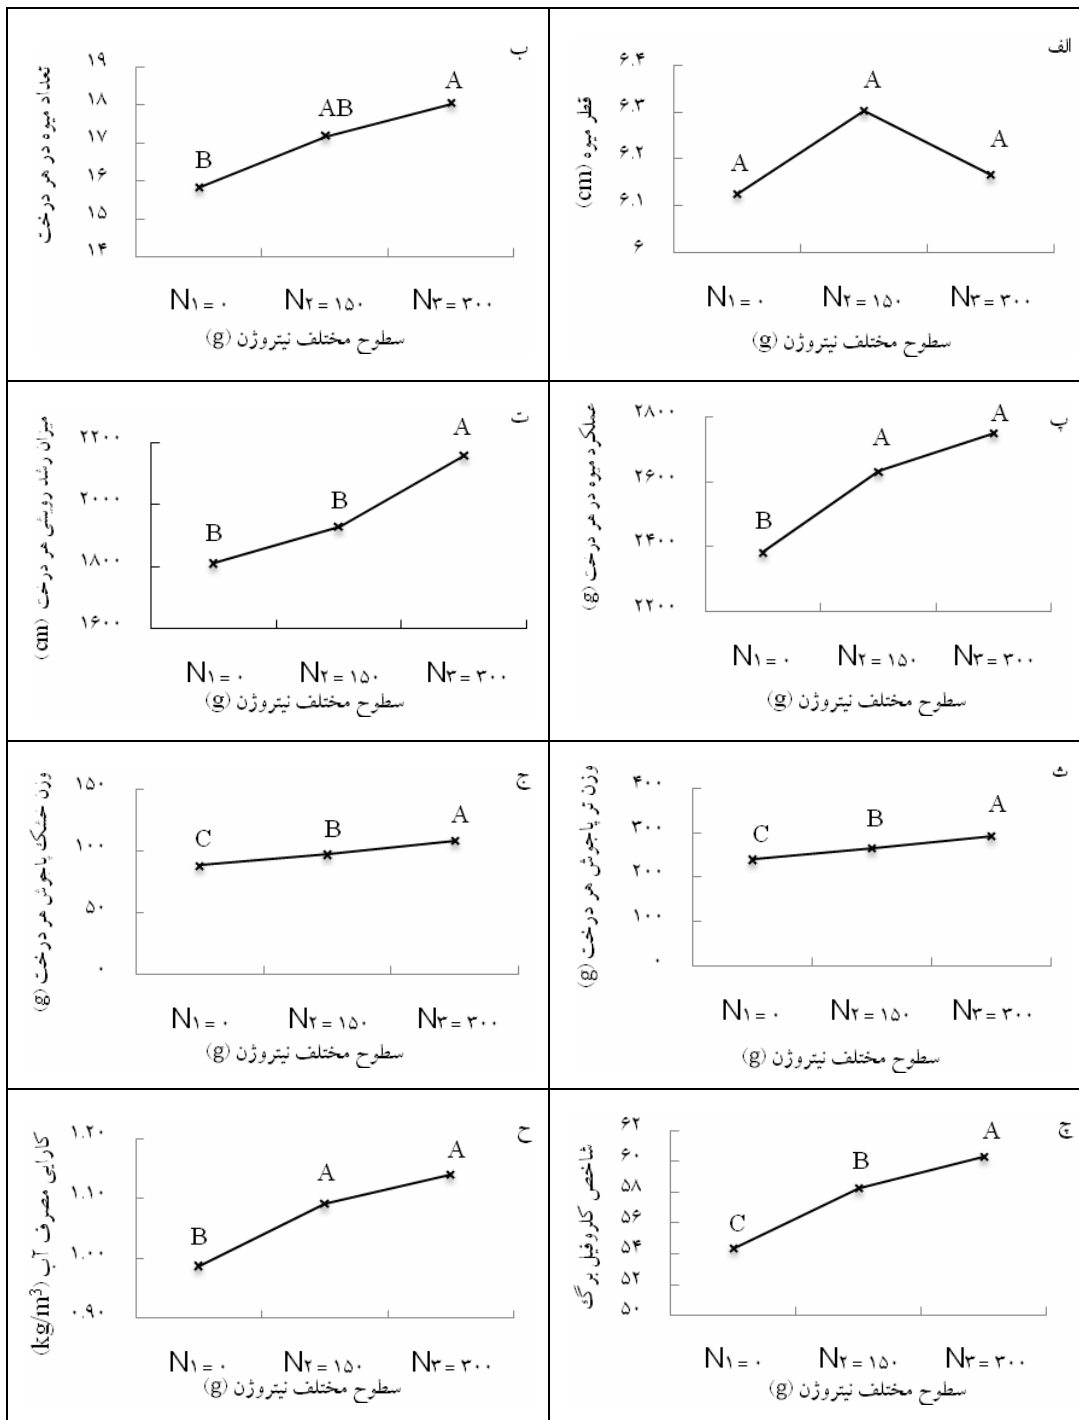 الف
قطر میوه (cm)
۶.۴
۶.۳
۶.۲
۶.۱
۶
A
A
A
N۱ = ۰ N۲ = ۱۵۰ N۳ = ۳۰۰
سطوح مختلف نیتروژن (g)
ب
تعداد میوه در هر درخت
۱۹
۱۸
۱۷
۱۶
۱۵
۱۴
B
AB
A
N۱ = ۰ N۲ = ۱۵۰ N۳ = ۳۰۰
سطوح مختلف نیتروژن (g)
پ
عملکرد میوه در هر درخت (g)
۲۸۰۰
۲۶۰۰
۲۴۰۰
۲۲۰۰
B
A
A
N۱ = ۰ N۲ = ۱۵۰ N۳ = ۳۰۰
سطوح مختلف نیتروژن (g)
ت
میزان رشد رویشی هر درخت (cm)
۲۲۰۰
۲۰۰۰
۱۸۰۰
۱۶۰۰
B
B
A
N۱ = ۰ N۲ = ۱۵۰ N۳ = ۳۰۰
سطوح مختلف نیتروژن (g)
ث
وزن تر پاجوش هر درخت (g)
۴۰۰
۳۰۰
۲۰۰
۱۰۰
۰
C
B
A
N۱ = ۰ N۲ = ۱۵۰ N۳ = ۳۰۰
سطوح مختلف نیتروژن (g)
ج
وزن خشک پاجوش هر درخت (g)
۱۵۰
۱۰۰
۵۰
۰
C
B
A
N۱ = ۰ N۲ = ۱۵۰ N۳ = ۳۰۰
سطوح مختلف نیتروژن (g)
چ
شاخص کلروفیل برگ
۶۲
۶۰
۵۸
۵۶
۵۴
۵۲
۵۰
C
B
A
N۱ = ۰ N۲ = ۱۵۰ N۳ = ۳۰۰
سطوح مختلف نیتروژن (g)
ح
کارایی مصرف آب (kg/m³)
۱.۲۰
۱.۱۰
۱.۰۰
۰.۹۰
B
A
A
N۱ = ۰ N۲ = ۱۵۰ N۳ = ۳۰۰
سطوح مختلف نیتروژن (g)